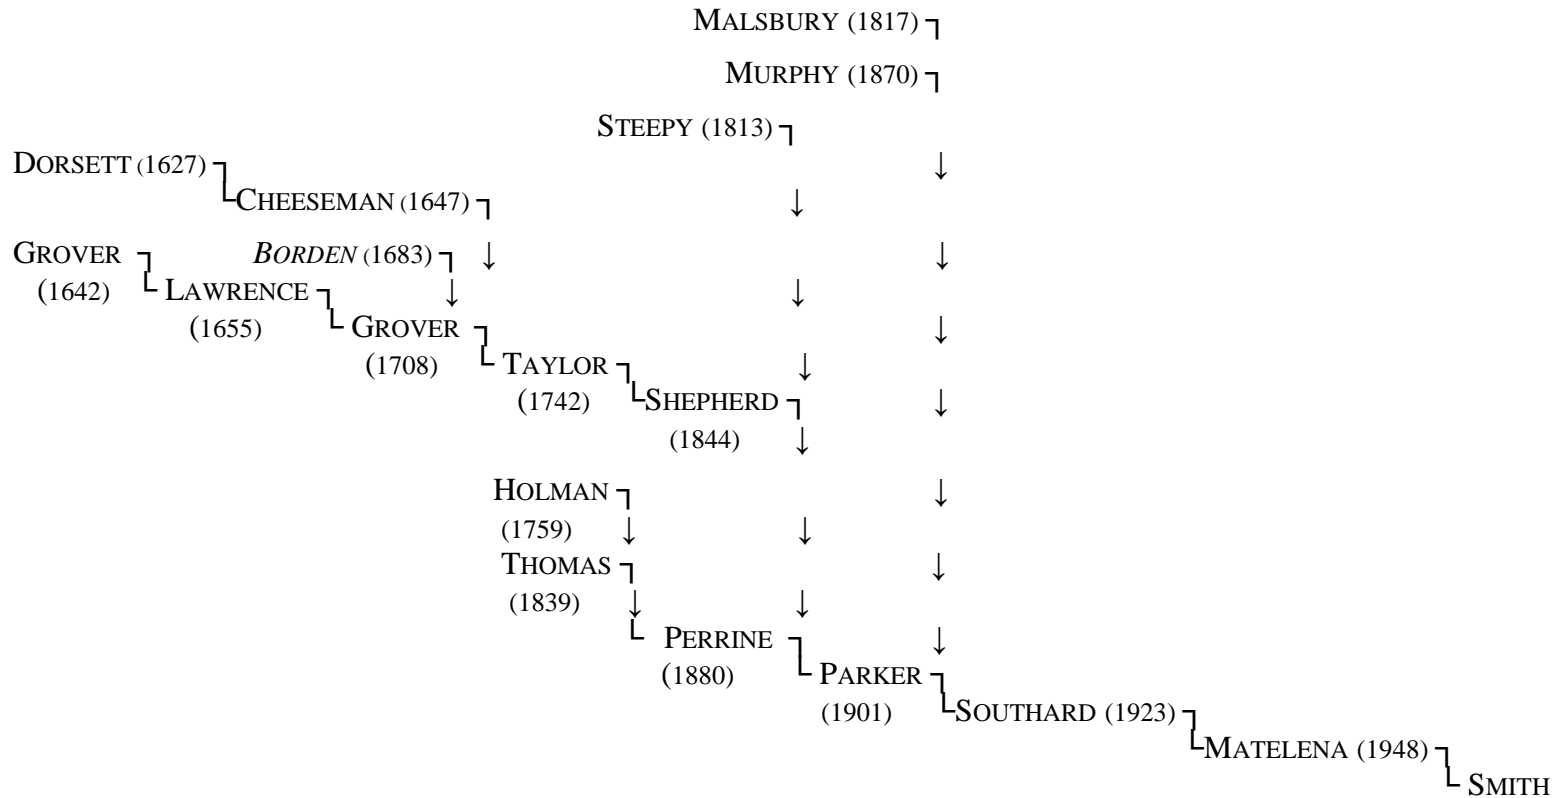 MALSBURY (1817)
MURPHY (1870)
STEEPY (1813)
DORSETT (1627)
CHEESEMAN (1647)
GROVER BORDEN (1683)
(1642) LAWRENCE
(1655) GROVER
(1708) TAYLOR
(1742) SHEPHERD
(1844)
HOLMAN
(1759)
THOMAS
(1839)
PERRINE
(1880) PARKER
(1901) SOUTHARD (1923)
MATELENA (1948)
SMITH